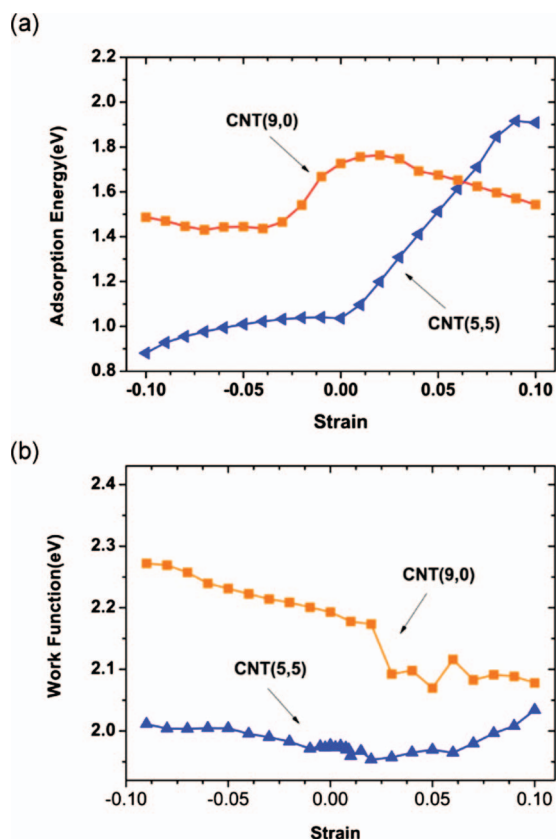 (a)
2.2
2.0
1.8
1.6
1.4
1.2
1.0
0.8
Adsorption Energy(eV)
CNT(9,0)
CNT(5,5)
-0.10
-0.05
0.00
0.05
0.10
Strain
(b)
2.4
2.3
2.2
2.1
2.0
Work Function(eV)
CNT(9,0)
CNT(5,5)
-0.10
-0.05
0.00
0.05
0.10
Strain